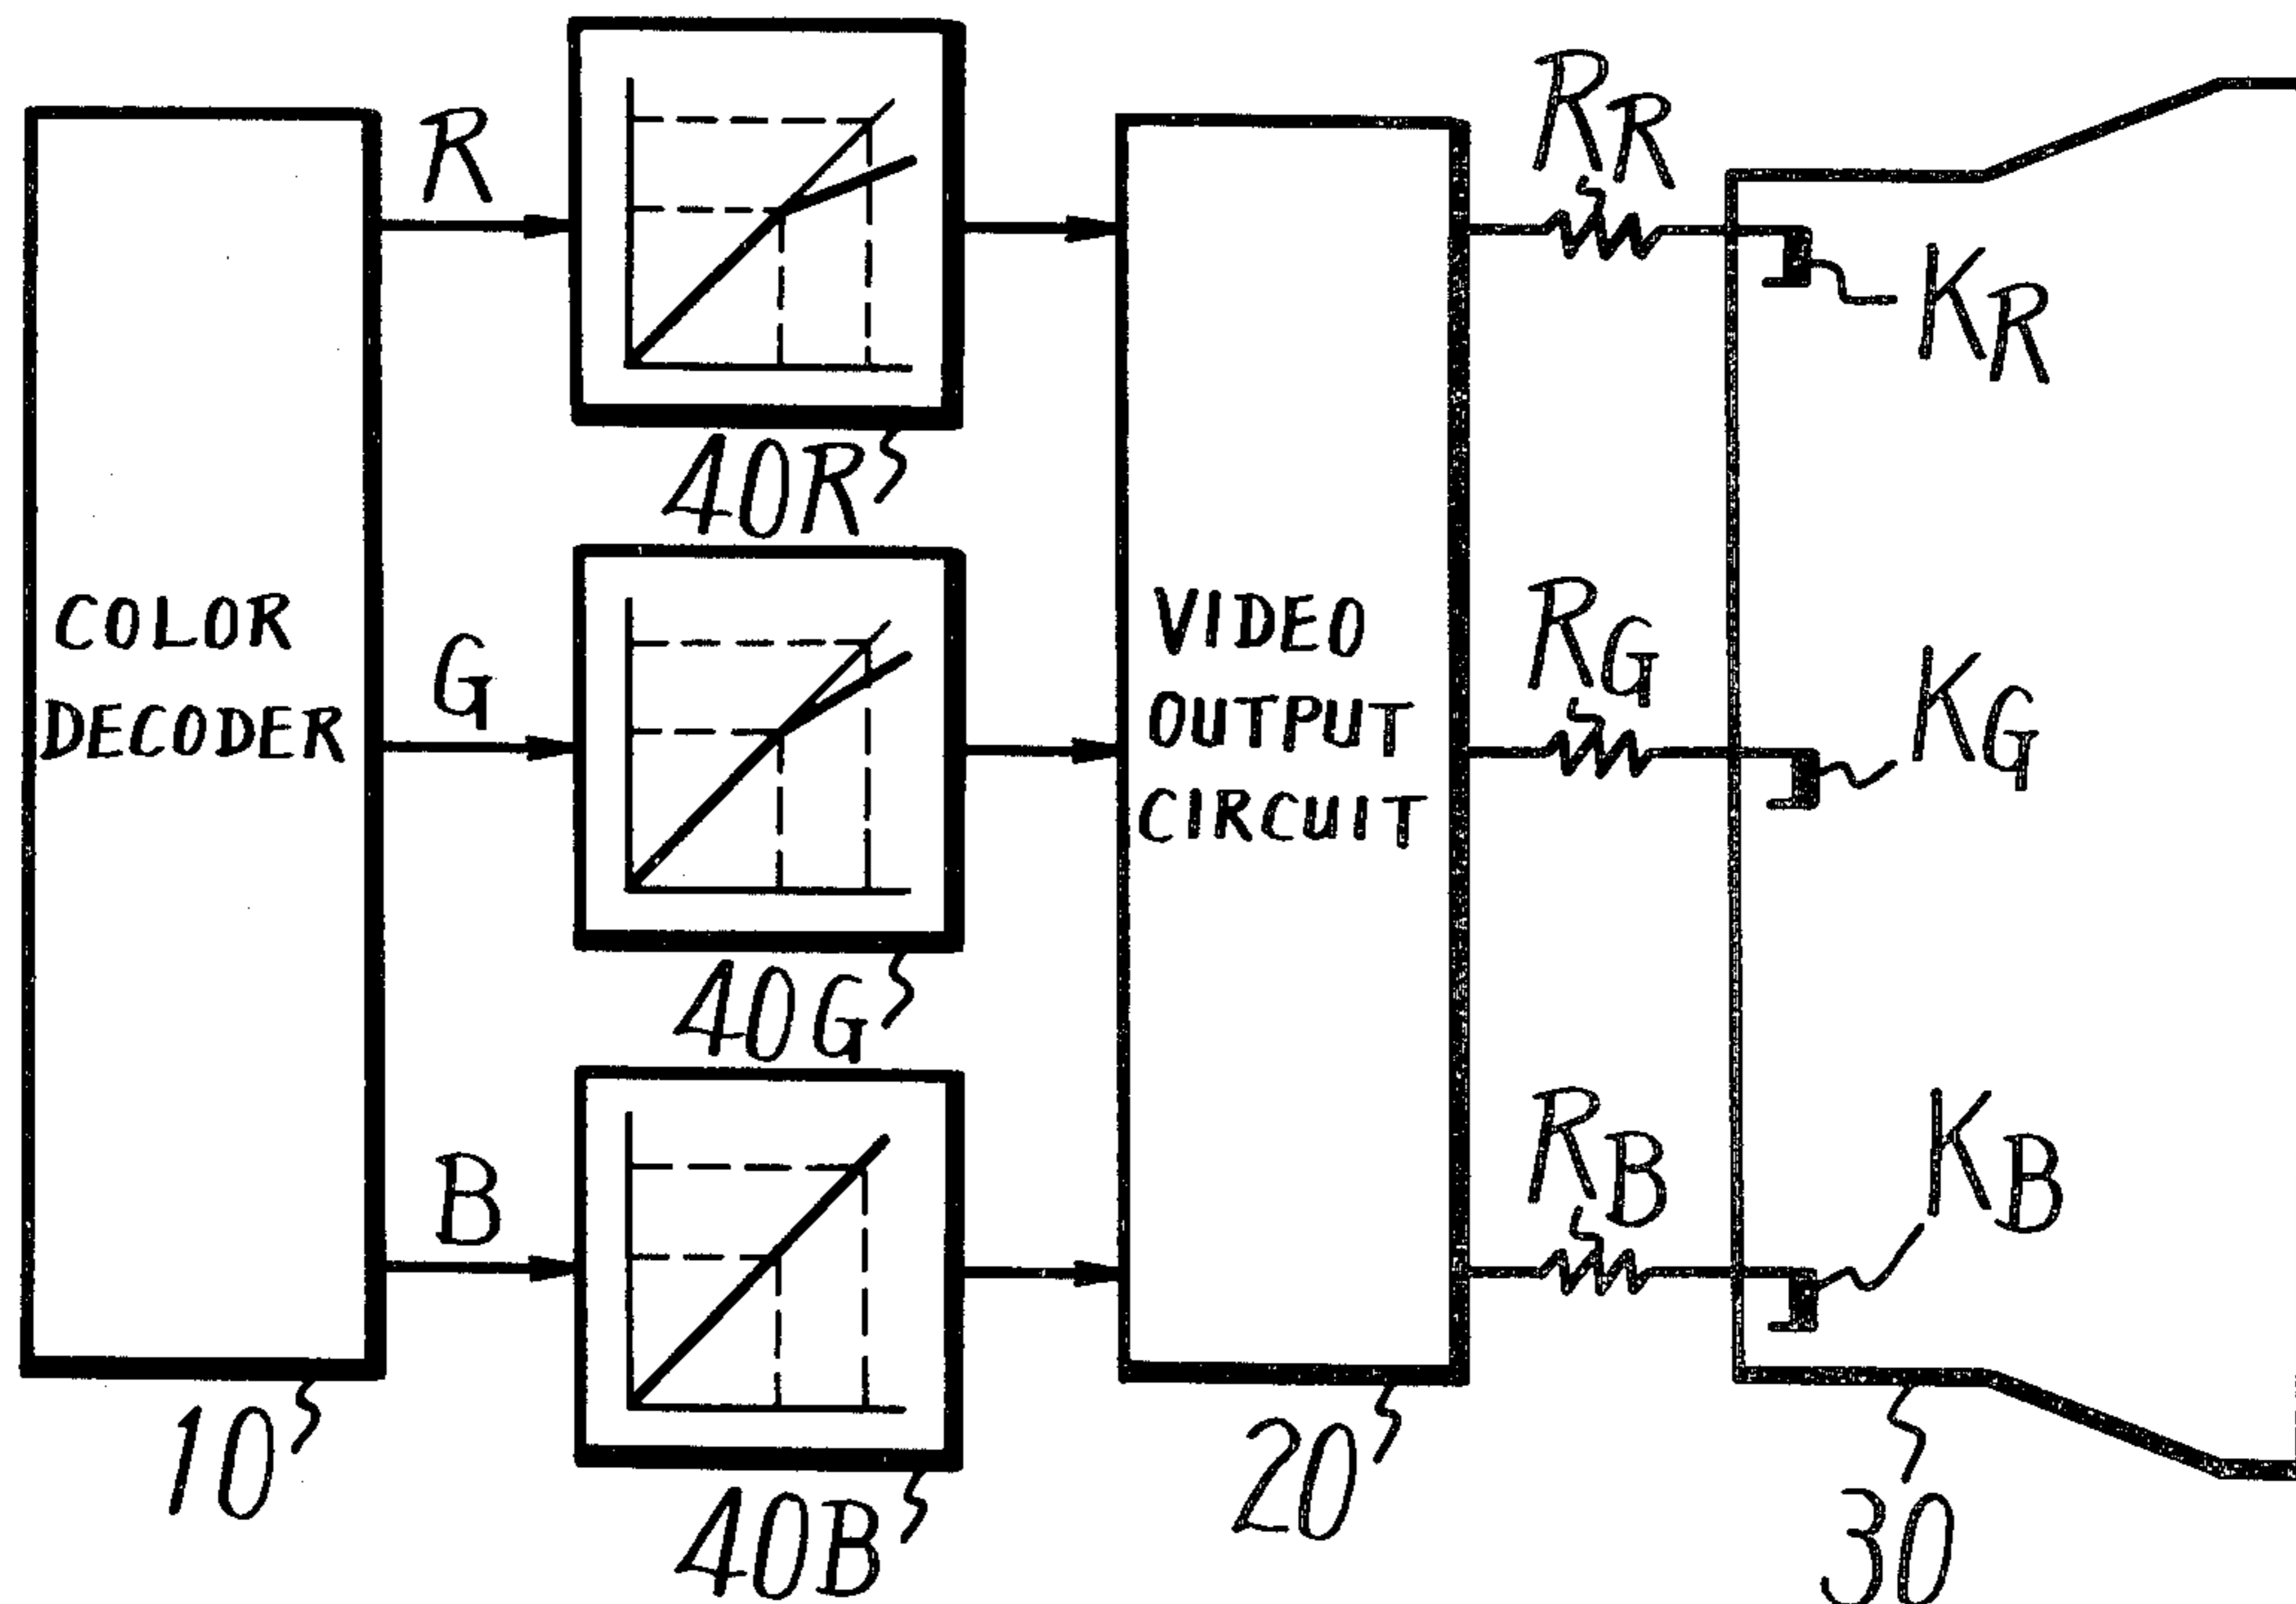 R
40R
COLOR
DECODER
G
40G
B
40B
10
VIDEO
OUTPUT
CIRCUIT
20
RR
KR
RG
KG
RB
KB
30